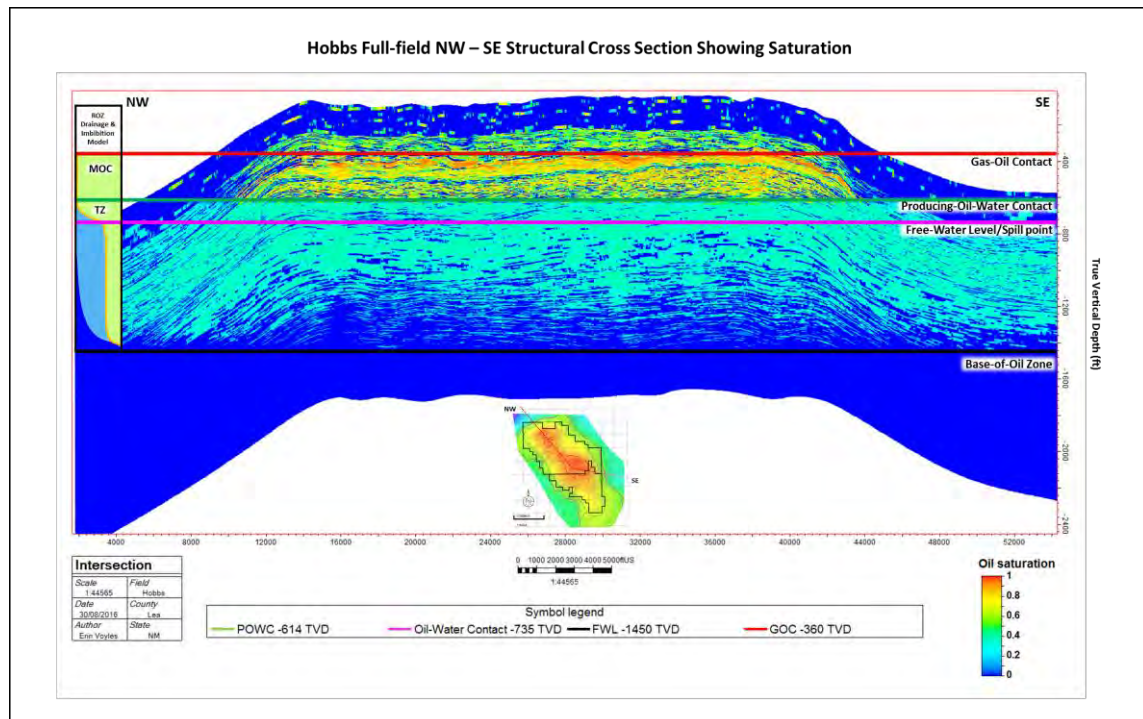 Hobbs Full-field NW – SE Structural Cross Section Showing Saturation
NW
SE
ROZ
Drainage &
Imbibition
Model
MOC
TZ
Gas-Oil Contact
Producing-Oil-Water Contact
Free-Water Level/Spill point
Base-of-Oil Zone
-400
-800
-1200
-1600
-2000
-2400
True Vertical Depth (ft)
NW
SE
4000 8000 12000 16000 20000 24000 28000 32000 36000 40000 44000 48000 52000
0 1000 2000 3000 4000 5000ftUS
1:44565
Intersection
Scale Field
1:44565 Hobbs
Date County
30/08/2016 Lea
Author State
Erin Voyles NM
Symbol legend
POWC -614 TVD Oil-Water Contact -735 TVD FWL -1450 TVD GOC -360 TVD
Oil saturation
1
0.8
0.6
0.4
0.2
0